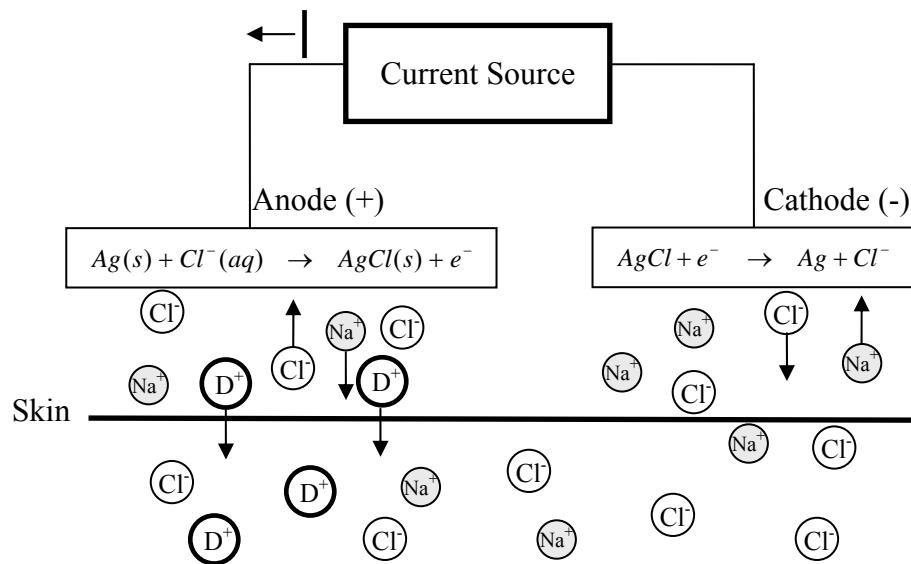 Current Source
Anode (+)
Cathode (-)
Ag(s) + Cl⁻(aq) → AgCl(s) + e⁻
AgCl + e⁻ → Ag + Cl⁻
Cl⁻
Na⁺
Cl⁻
Na⁺
Cl⁻
Na⁺
D⁺
Cl⁻
D⁺
Na⁺
Cl⁻
Na⁺
Skin
Na⁺
Cl⁻
Cl⁻
D⁺
Na⁺
Cl⁻
D⁺
Cl⁻
Na⁺
Cl⁻
Cl⁻